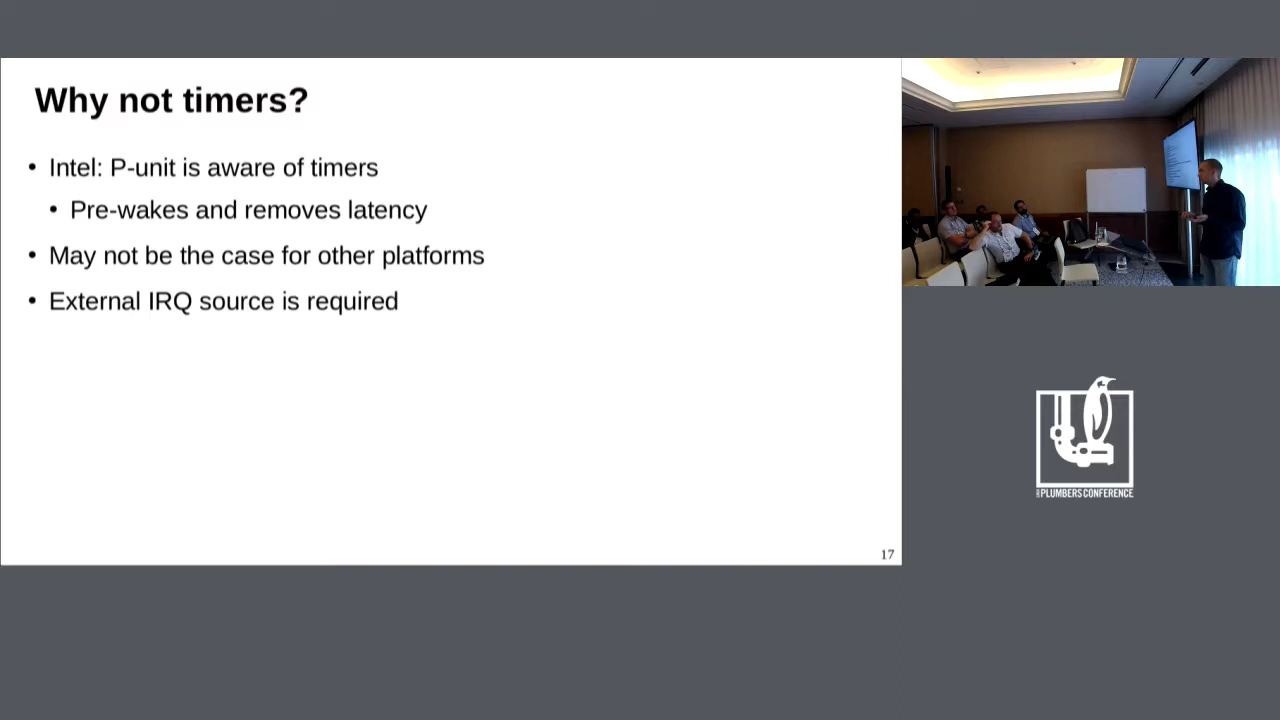 Why not timers?
• Intel: P-unit is aware of timers
• Pre-wakes and removes latency
• May not be the case for other platforms
• External IRQ source is required
17
PLUMBERS CONFERENCE